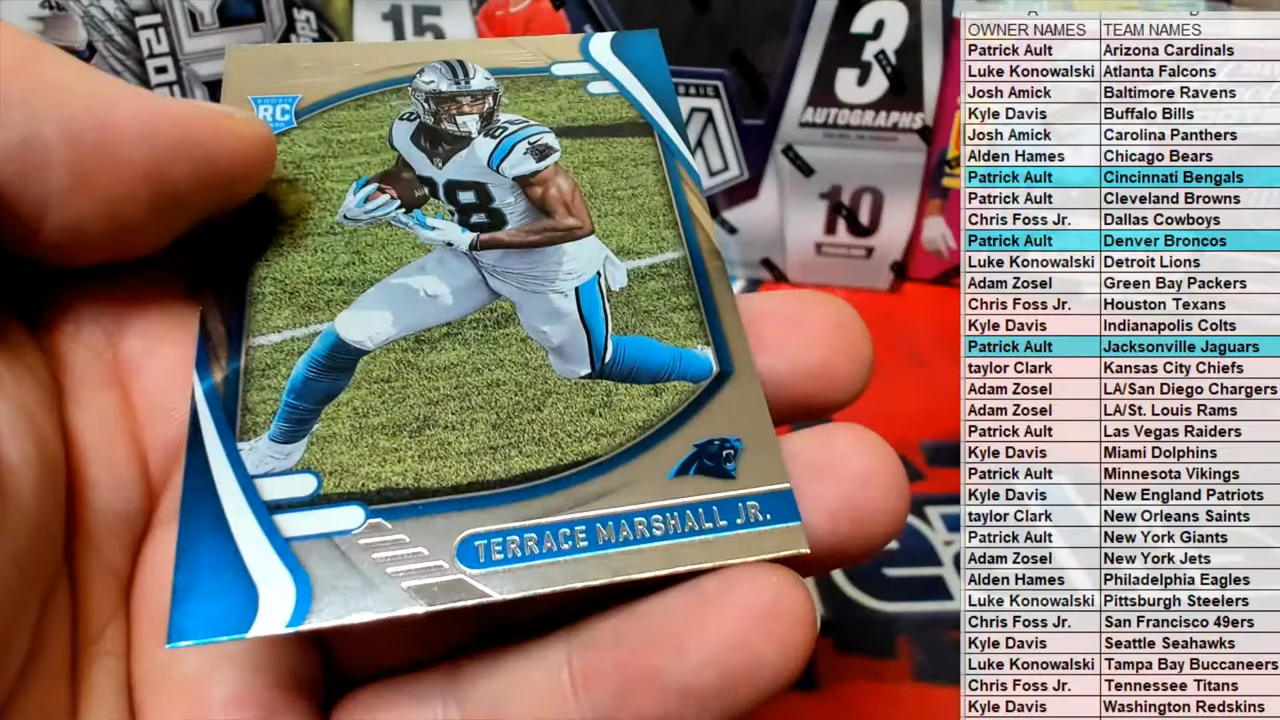 15
2021
3
AUTOGRAPHS
10
ROOKIE
RC
88
88
TERRACE MARSHALL JR.
OWNER NAMES TEAM NAMES
Patrick Ault Arizona Cardinals
Luke Konowalski Atlanta Falcons
Josh Amick Baltimore Ravens
Kyle Davis Buffalo Bills
Josh Amick Carolina Panthers
Alden Hames Chicago Bears
Patrick Ault Cincinnati Bengals
Patrick Ault Cleveland Browns
Chris Foss Jr. Dallas Cowboys
Patrick Ault Denver Broncos
Luke Konowalski Detroit Lions
Adam Zosel Green Bay Packers
Chris Foss Jr. Houston Texans
Kyle Davis Indianapolis Colts
Patrick Ault Jacksonville Jaguars
taylor Clark Kansas City Chiefs
Adam Zosel LA/San Diego Chargers
Adam Zosel LA/St. Louis Rams
Patrick Ault Las Vegas Raiders
Kyle Davis Miami Dolphins
Patrick Ault Minnesota Vikings
Kyle Davis New England Patriots
taylor Clark New Orleans Saints
Patrick Ault New York Giants
Adam Zosel New York Jets
Alden Hames Philadelphia Eagles
Luke Konowalski Pittsburgh Steelers
Chris Foss Jr. San Francisco 49ers
Kyle Davis Seattle Seahawks
Luke Konowalski Tampa Bay Buccaneers
Chris Foss Jr. Tennessee Titans
Kyle Davis Washington Redskins